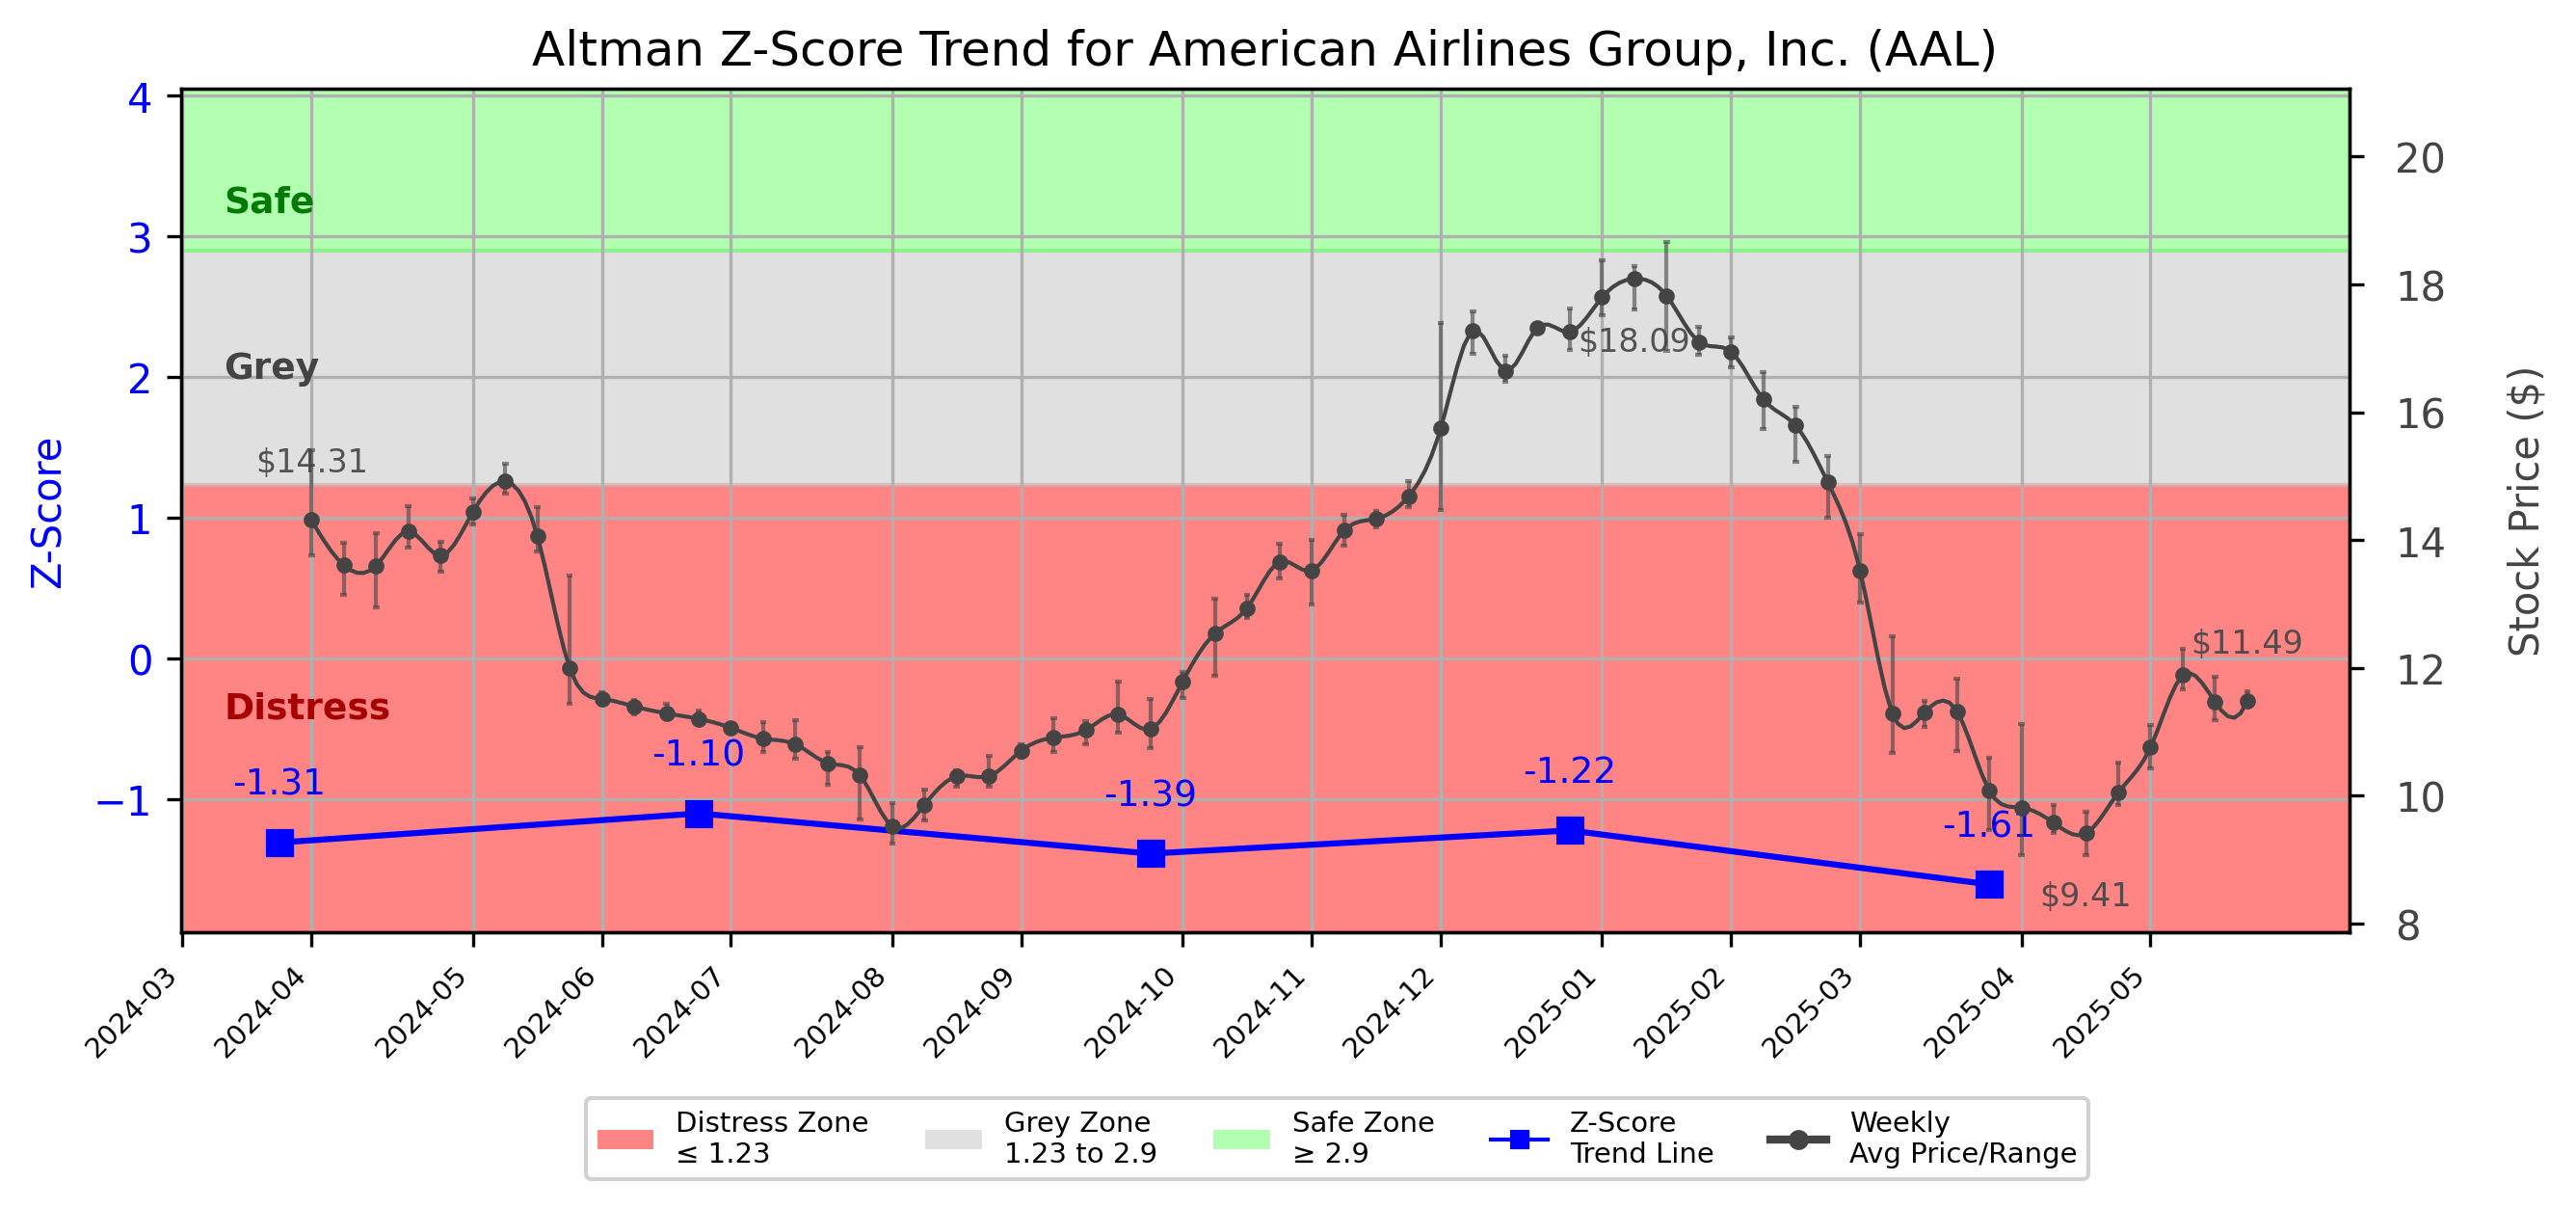 Altman Z-Score Trend for American Airlines Group, Inc. (AAL)
Z-Score
4
3
2
1
0
−1
Safe
Grey
Distress
$14.31
$18.09
$11.49
$9.41
-1.31
-1.10
-1.39
-1.22
-1.61
20
18
16
14
12
10
8
Stock Price ($)
2024-03
2024-04
2024-05
2024-06
2024-07
2024-08
2024-09
2024-10
2024-11
2024-12
2025-01
2025-02
2025-03
2025-04
2025-05
Distress Zone
≤ 1.23
Grey Zone
1.23 to 2.9
Safe Zone
≥ 2.9
Z-Score
Trend Line
Weekly
Avg Price/Range